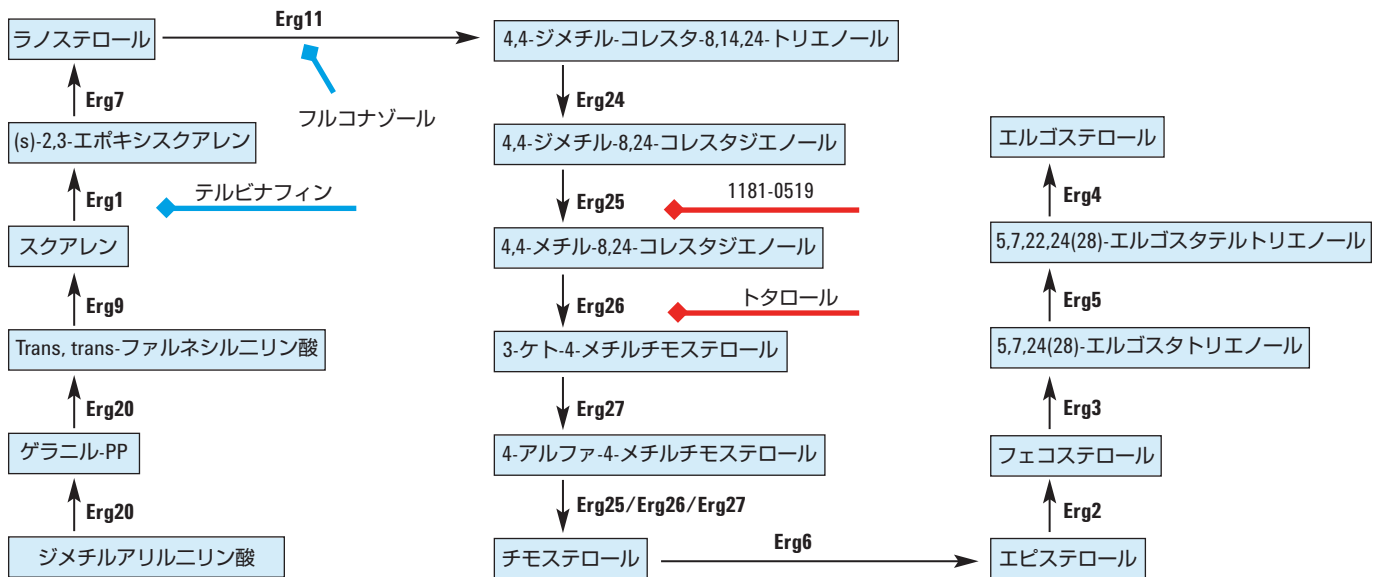 ラノステロール
Erg11
フルコナゾール
Erg7
(s)-2,3-エポキシスクアレン
Erg1
テルビナフィン
スクアレン
Erg9
Trans, trans-ファルネシルニリン酸
Erg20
ゲラニル-PP
Erg20
ジメチルアリルニリン酸
4,4-ジメチル-コレスタ-8,14,24-トリエノール
Erg24
4,4-ジメチル-8,24-コレスタジエノール
Erg25
1181-0519
4,4-メチル-8,24-コレスタジエノール
Erg26
トタロール
3-ケト-4-メチルチモステロール
Erg27
4-アルファ-4-メチルチモステロール
Erg25/Erg26/Erg27
チモステロール
Erg6
エルゴステロール
Erg4
5,7,22,24(28)-エルゴスタテルトリエノール
Erg5
5,7,24(28)-エルゴスタトリエノール
Erg3
フェコステロール
Erg2
エピステロール